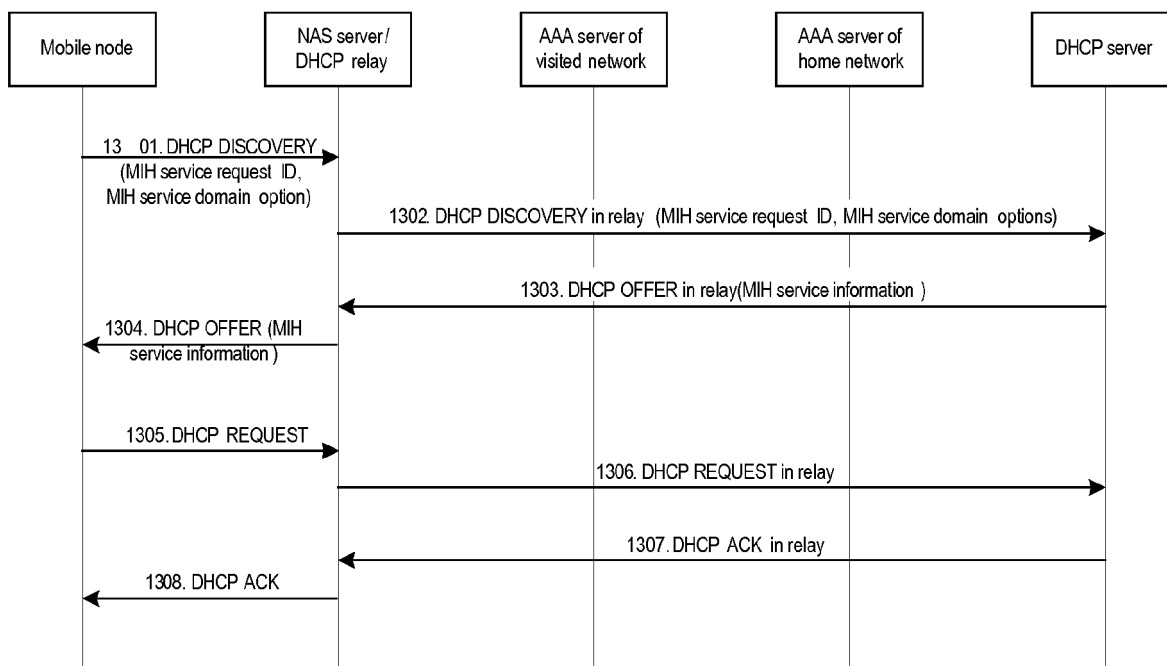 Mobile node
NAS server /
DHCP relay
AAA server of
visited network
AAA server of
home network
DHCP server
13 01. DHCP DISCOVERY
(MIH service request ID,
MIH service domain option)
1302. DHCP DISCOVERY in relay (MIH service request ID, MIH service domain options)
1303. DHCP OFFER in relay(MIH service information )
1304. DHCP OFFER (MIH
service information )
1305. DHCP REQUEST
1306. DHCP REQUEST in relay
1307. DHCP ACK in relay
1308. DHCP ACK